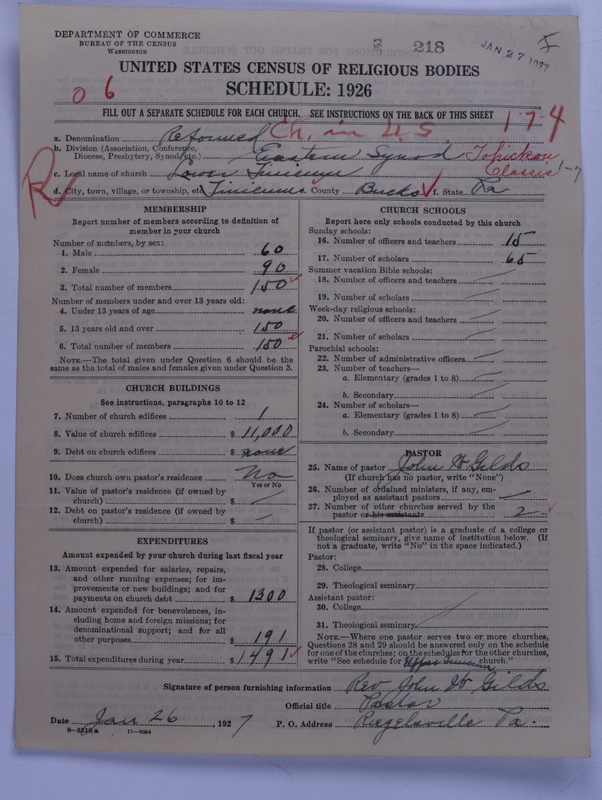 DEPARTMENT OF COMMERCE
BUREAU OF THE CENSUS
WASHINGTON
218
JAN 27 1927
UNITED STATES CENSUS OF RELIGIOUS BODIES
SCHEDULE: 1926
06
FILL OUT A SEPARATE SCHEDULE FOR EACH CHURCH. SEE INSTRUCTIONS ON THE BACK OF THIS SHEET
1-7-4
a. Denomination Reformed Ch. in U.S.
b. Division (Association, Conference, Diocese, Presbytery, Synod, etc.) Eastern Synod Tohickon Classis 1-7
c. Local name of church Lower Tinicum
d. City, town, village, or township, etc. Tinicum County Bucks f. State Pa
R
MEMBERSHIP
Report number of members according to definition of
member in your church
Number of members, by sex:
1. Male 60
2. Female 90
3. Total number of members 150
Number of members under and over 13 years old:
4. Under 13 years of age none
5. 13 years old and over 150
6. Total number of members 150
NOTE.—The total given under Question 6 should be the
same as the total of males and females given under Question 3.
CHURCH BUILDINGS
See instructions, paragraphs 10 to 12
7. Number of church edifices 1
8. Value of church edifices $ 11,000
9. Debt on church edifices $ none
10. Does church own pastor's residence? No
Yes or No
11. Value of pastor's residence (if owned by
church) $
12. Debt on pastor's residence (if owned by
church) $
EXPENDITURES
Amount expended by your church during last fiscal year
13. Amount expended for salaries, repairs,
and other running expenses; for im-
provements or new buildings; and for
payments on church debt $ 1300
14. Amount expended for benevolences, in-
cluding home and foreign missions; for
denominational support; and for all
other purposes $ 191
15. Total expenditures during year $ 1491
CHURCH SCHOOLS
Report here only schools conducted by this church
Sunday schools:
16. Number of officers and teachers 15
17. Number of scholars 65
Summer vacation Bible schools:
18. Number of officers and teachers
19. Number of scholars
Week-day religious schools:
20. Number of officers and teachers
21. Number of scholars
Parochial schools:
22. Number of administrative officers
23. Number of teachers—
a. Elementary (grades 1 to 8)
b. Secondary
24. Number of scholars—
a. Elementary (grades 1 to 8)
b. Secondary
PASTOR
25. Name of pastor John W Gilds
(If church has no pastor, write "None")
26. Number of ordained ministers, if any, em-
ployed as assistant pastors
27. Number of other churches served by the
pastor or his assistants 2
If pastor (or assistant pastor) is a graduate of a college or
theological seminary, give name of institution below. (If
not a graduate, write "No" in the space indicated.)
Pastor:
28. College
29. Theological seminary
Assistant pastor:
30. College
31. Theological seminary
NOTE.—Where one pastor serves two or more churches,
Questions 28 and 29 should be answered only on the schedule
for one of the churches; on the schedules for the other churches,
write "See schedule for Upper Tinicum church."
Signature of person furnishing information Rev John W Gilds
Official title Pastor
Date Jan 26, 1927 P. O. Address Riegelsville Pa.
8-5518a 11-9024